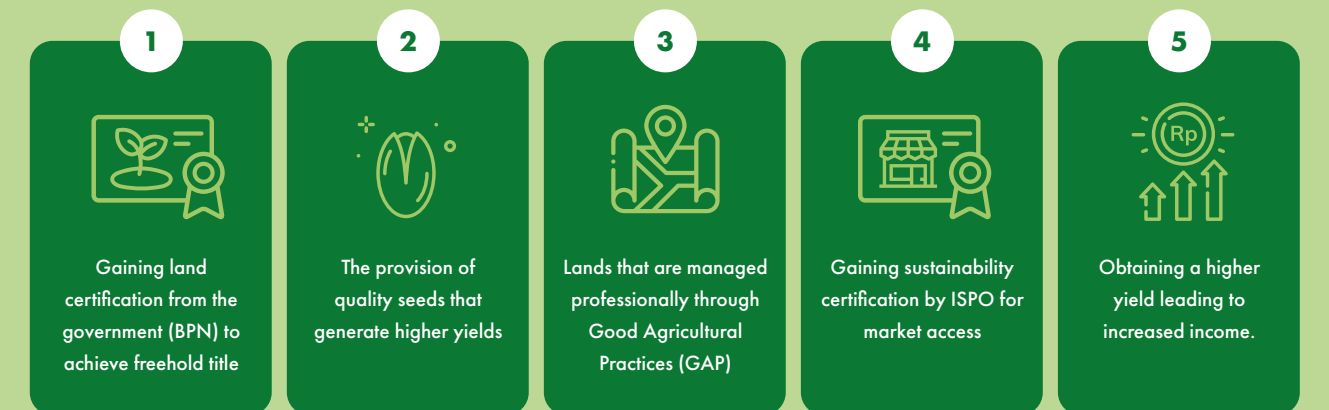 1
Gaining land
certification from the
government (BPN) to
achieve freehold title
2
The provision of
quality seeds that
generate higher yields
3
Lands that are managed
professionally through
Good Agricultural
Practices (GAP)
4
Gaining sustainability
certification by ISPO for
market access
5
Rp
Obtaining a higher
yield leading to
increased income.